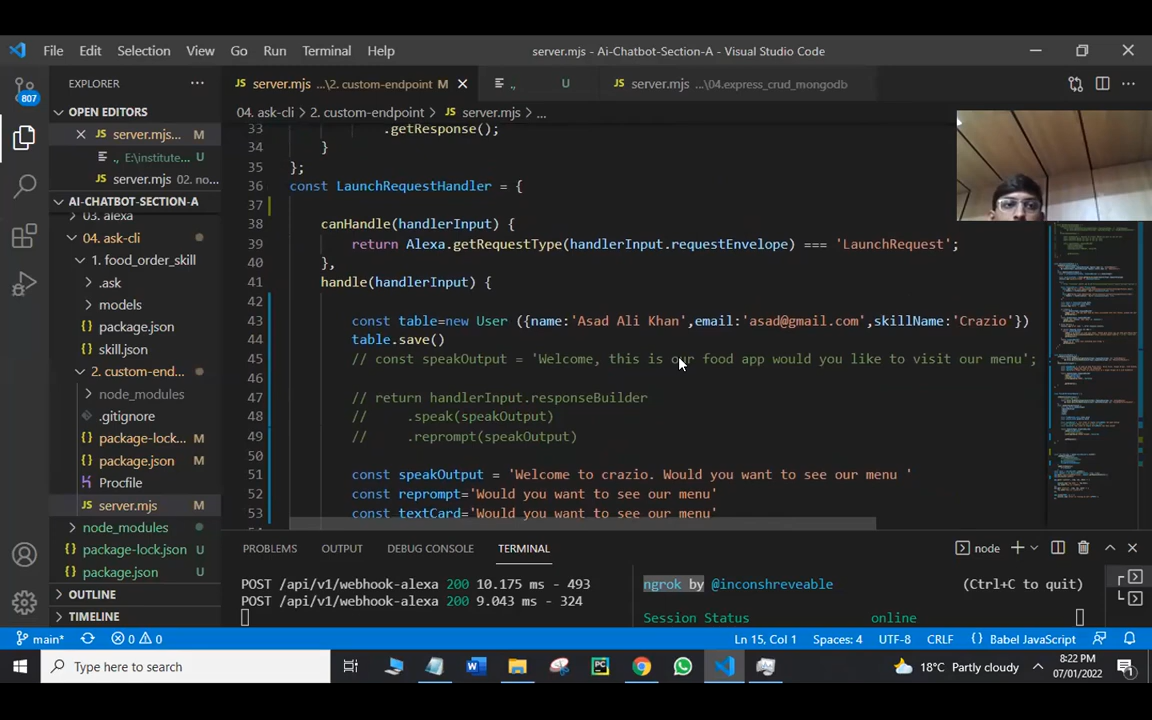 File Edit Selection View Go Run Terminal Help
server.mjs - Ai-Chatbot-Section-A - Visual Studio Code
EXPLORER
server.mjs ...\2. custom-endpoint M
., U
server.mjs ...\04.express_crud_mongodb
807
OPEN EDITORS
server.mjs... M
., E:\institute... U
server.mjs 02. no...
AI-CHATBOT-SECTION-A
03. alexa
04. ask-cli
1. food_order_skill
.ask
models
package.json
skill.json
2. custom-end...
node_modules
.gitignore
package-lock... M
package.json M
Procfile
server.mjs M
node_modules
package-lock.json U
package.json U
OUTLINE
TIMELINE
04. ask-cli > 2. custom-endpoint > JS server.mjs > ...
33 .getResponse();
34 }
35 };
36 const LaunchRequestHandler = {
37
38 canHandle(handlerInput) {
39 return Alexa.getRequestType(handlerInput.requestEnvelope) === 'LaunchRequest';
40 },
41 handle(handlerInput) {
42
43 const table=new User ({name:'Asad Ali Khan',email:'asad@gmail.com',skillName:'Crazio'})
44 table.save()
45 // const speakOutput = 'Welcome, this is our food app would you like to visit our menu';
46
47 // return handlerInput.responseBuilder
48 // .speak(speakOutput)
49 // .reprompt(speakOutput)
50
51 const speakOutput = 'Welcome to crazio. Would you want to see our menu '
52 const reprompt='Would you want to see our menu'
53 const textCard='Would you want to see our menu'
PROBLEMS OUTPUT DEBUG CONSOLE TERMINAL
node
POST /api/v1/webhook-alexa 200 10.175 ms - 493
POST /api/v1/webhook-alexa 200 9.043 ms - 324
ngrok by @inconshreveable (Ctrl+C to quit)
Session Status online
main* 0 0
Ln 15, Col 1 Spaces: 4 UTF-8 CRLF {} Babel JavaScript
Type here to search
18°C Partly cloudy
8:22 PM
07/01/2022
1